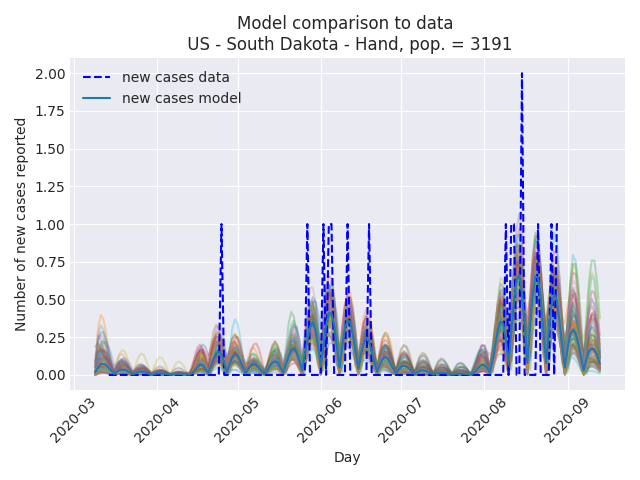 Model comparison to data
US - South Dakota - Hand, pop. = 3191
new cases data
new cases model
2.00
1.75
1.50
1.25
1.00
0.75
0.50
0.25
0.00
Number of new cases reported
2020-03
2020-04
2020-05
2020-06
2020-07
2020-08
2020-09
Day